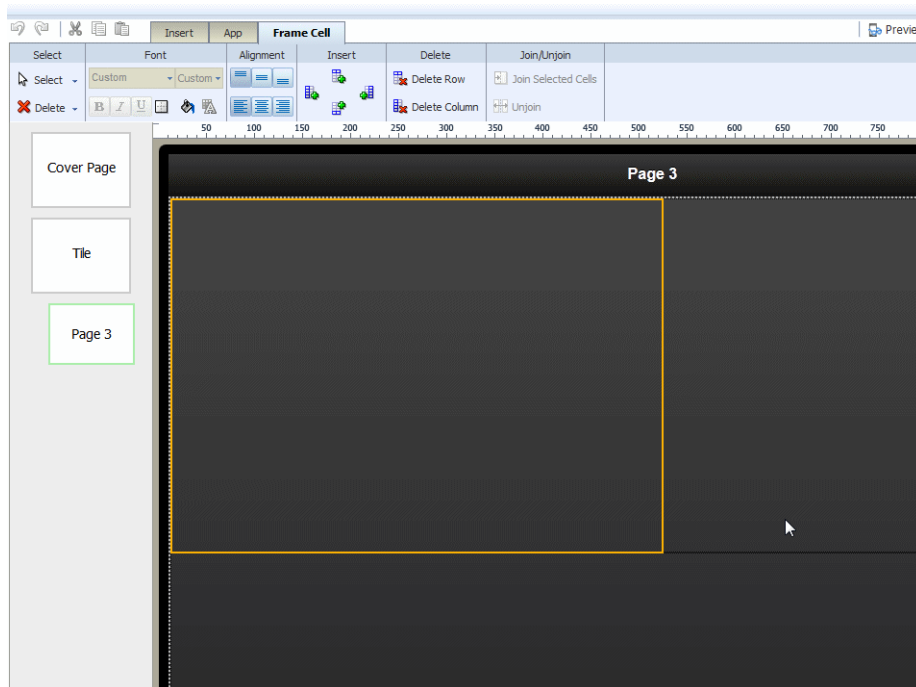 Insert App Frame Cell Previe
Select Font Alignment Insert Delete Join/Unjoin
Select Custom Custom Delete Row Join Selected Cells
Delete B I U Delete Column Unjoin
50 100 150 200 250 300 350 400 450 500 550 600 650 700 750
Cover Page
Page 3
Tile
Page 3